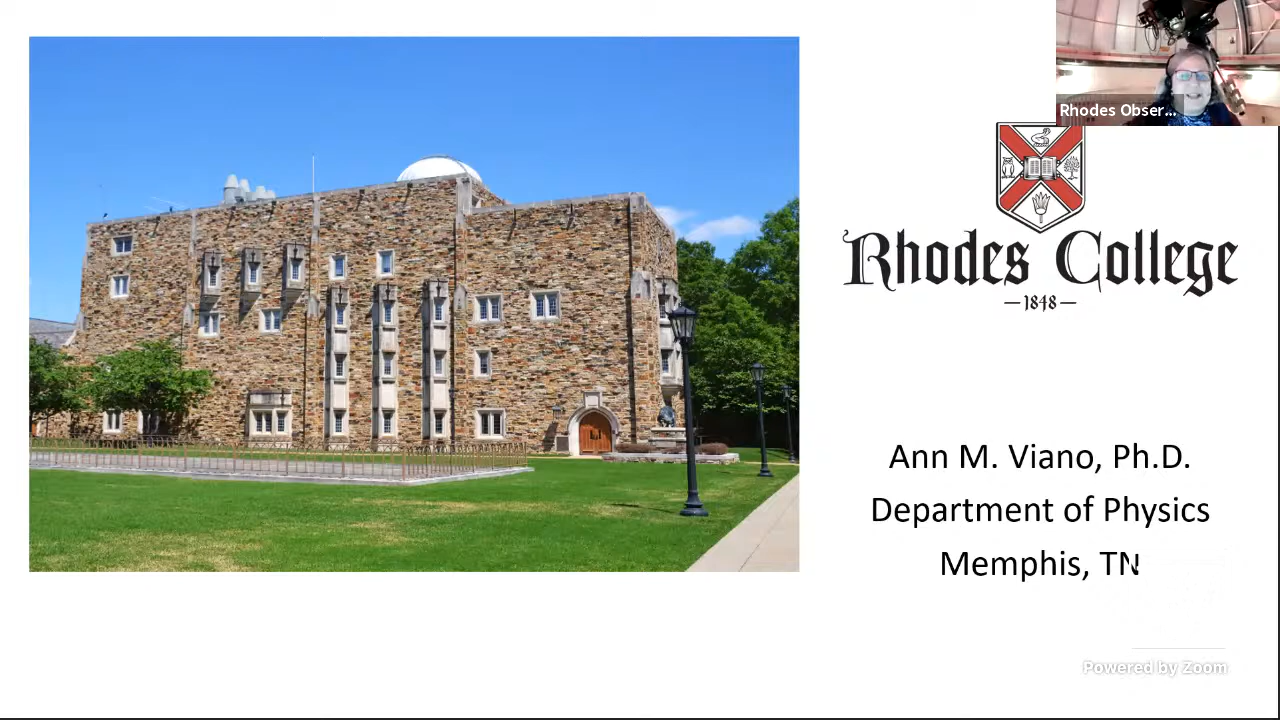 Rhodes Obser...
Rhodes College
—1848—
Ann M. Viano, Ph.D.
Department of Physics
Memphis, TN
Powered by Zoom